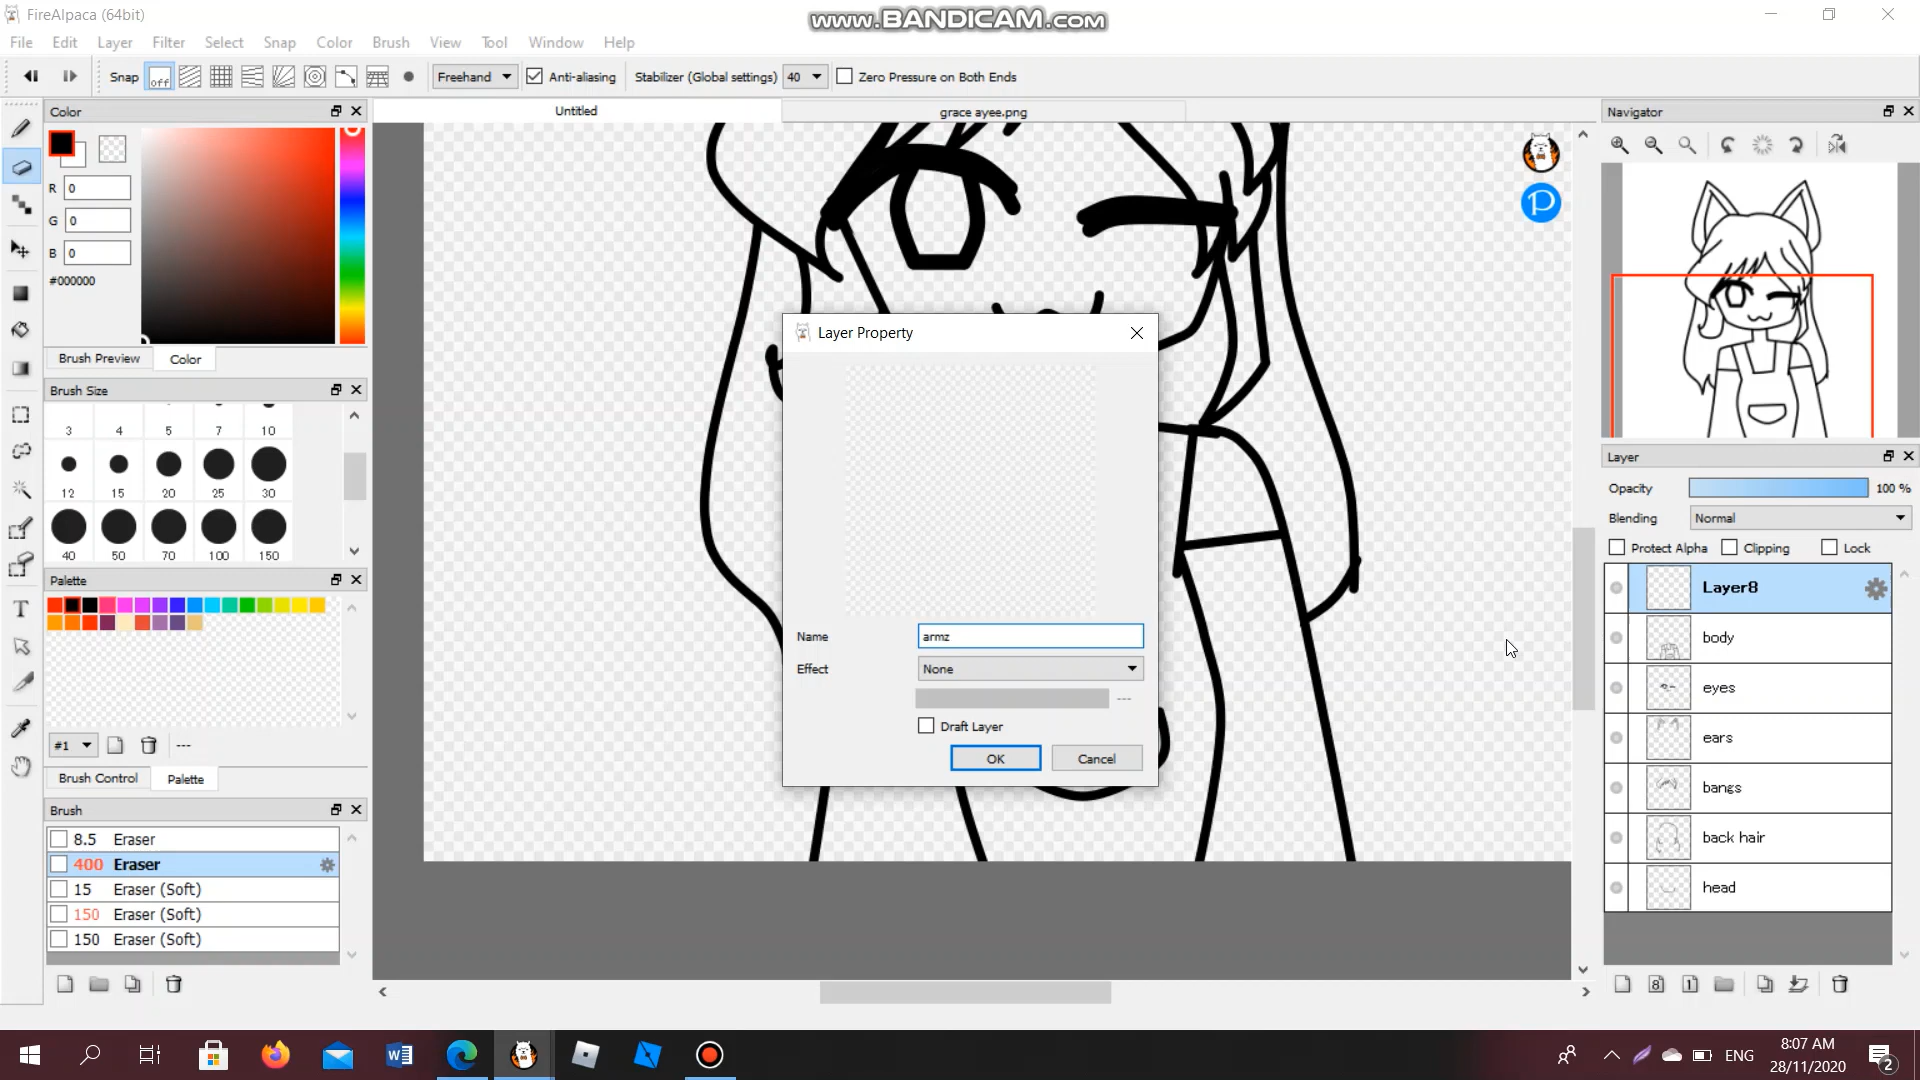 FireAlpaca (64bit)
www.BANDICAM.com
File Edit Layer Filter Select Snap Color Brush View Tool Window Help
Snap off Freehand Anti-aliasing Stabilizer (Global settings) 40 Zero Pressure on Both Ends
Color
Untitled
grace ayee.png
Navigator
R 0
G 0
B 0
#000000
Brush Preview Color
Brush Size
3 4 5 7 10
12 15 20 25 30
40 50 70 100 150
Palette
#1 ---
Brush Control Palette
Brush
8.5 Eraser
400 Eraser
15 Eraser (Soft)
150 Eraser (Soft)
150 Eraser (Soft)
Layer Property
Name armz
Effect None
---
Draft Layer
OK Cancel
P
Layer
Opacity 100 %
Blending Normal
Protect Alpha Clipping Lock
Layer8
body
eyes
ears
bangs
back hair
head
8 1
T
W
ENG
8:07 AM
28/11/2020
2